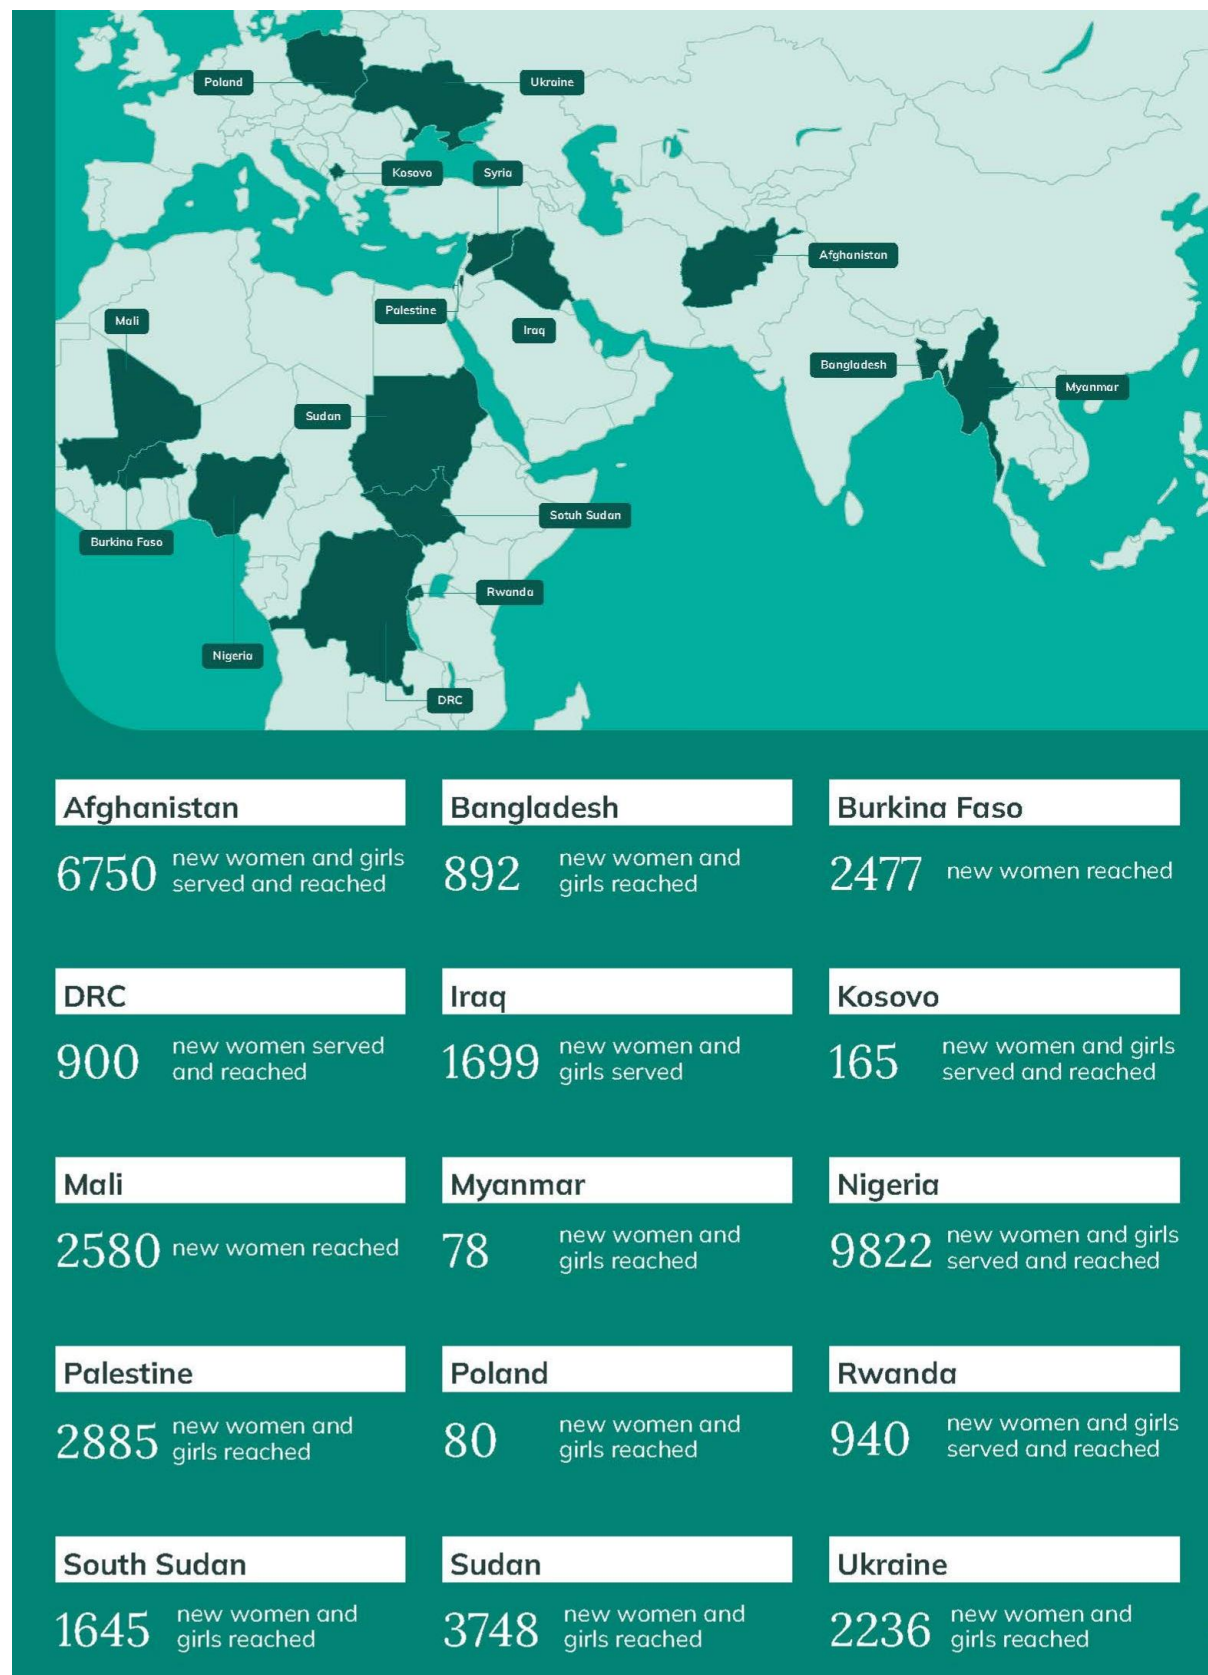 Poland
Ukraine
Kosovo
Syria
Afghanistan
Palestine
Mali
Iraq
Bangladesh
Myanmar
Sudan
Sotuh Sudan
Burkina Faso
Rwanda
Nigeria
DRC
Afghanistan
6750 new women and girls
served and reached
Bangladesh
892 new women and
girls reached
Burkina Faso
2477 new women reached
DRC
900 new women served
and reached
Iraq
1699 new women and
girls served
Kosovo
165 new women and girls
served and reached
Mali
2580 new women reached
Myanmar
78 new women and
girls reached
Nigeria
9822 new women and girls
served and reached
Palestine
2885 new women and
girls reached
Poland
80 new women and
girls reached
Rwanda
940 new women and girls
served and reached
South Sudan
1645 new women and
girls reached
Sudan
3748 new women and
girls reached
Ukraine
2236 new women and
girls reached